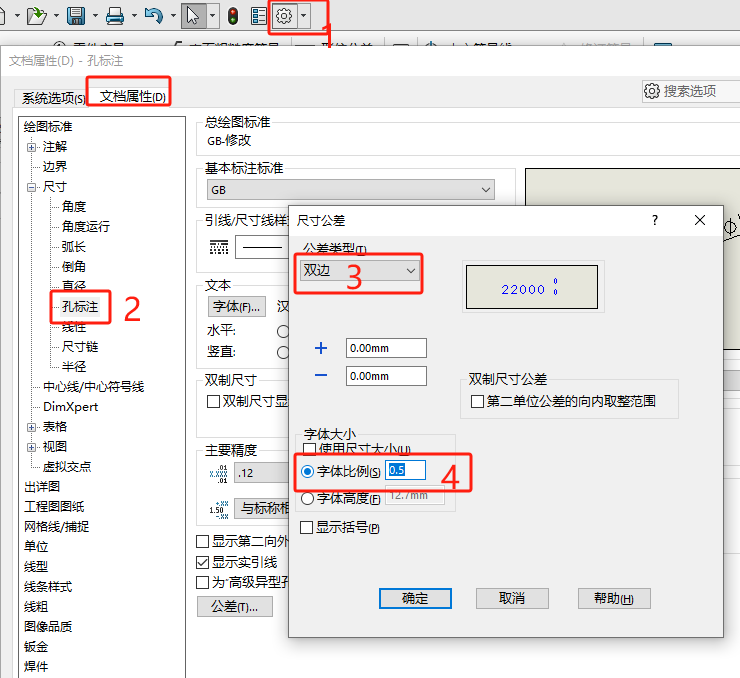 1
文档属性(D) - 孔标注
系统选项(S)
文档属性(D)
搜索选项
绘图标准
注解
边界
尺寸
角度
角度运行
弧长
倒角
直径
孔标注
2
线性
尺寸链
半径
中心线/中心符号线
DimXpert
表格
视图
虚拟交点
出详图
工程图图纸
网格线/捕捉
单位
线型
线条样式
线粗
图像品质
钣金
焊件
总绘图标准
GB-修改
基本标注标准
GB
引线/尺寸线样
文本
字体(F)...
汉
水平:
竖直:
双制尺寸
双制尺寸显
主要精度
.12
与标称相
显示第二向外
显示实引线
为"高级异型孔
公差(T)...
尺寸公差
?
公差类型(T)
双边
3
22000 0 0
+ 0.00mm
- 0.00mm
双制尺寸公差
第二单位公差的向内取整范围
字体大小
使用尺寸大小(U)
字体比例(S)
0.5
4
字体高度(F)
12.7mm
显示括号(P)
确定
取消
帮助(H)